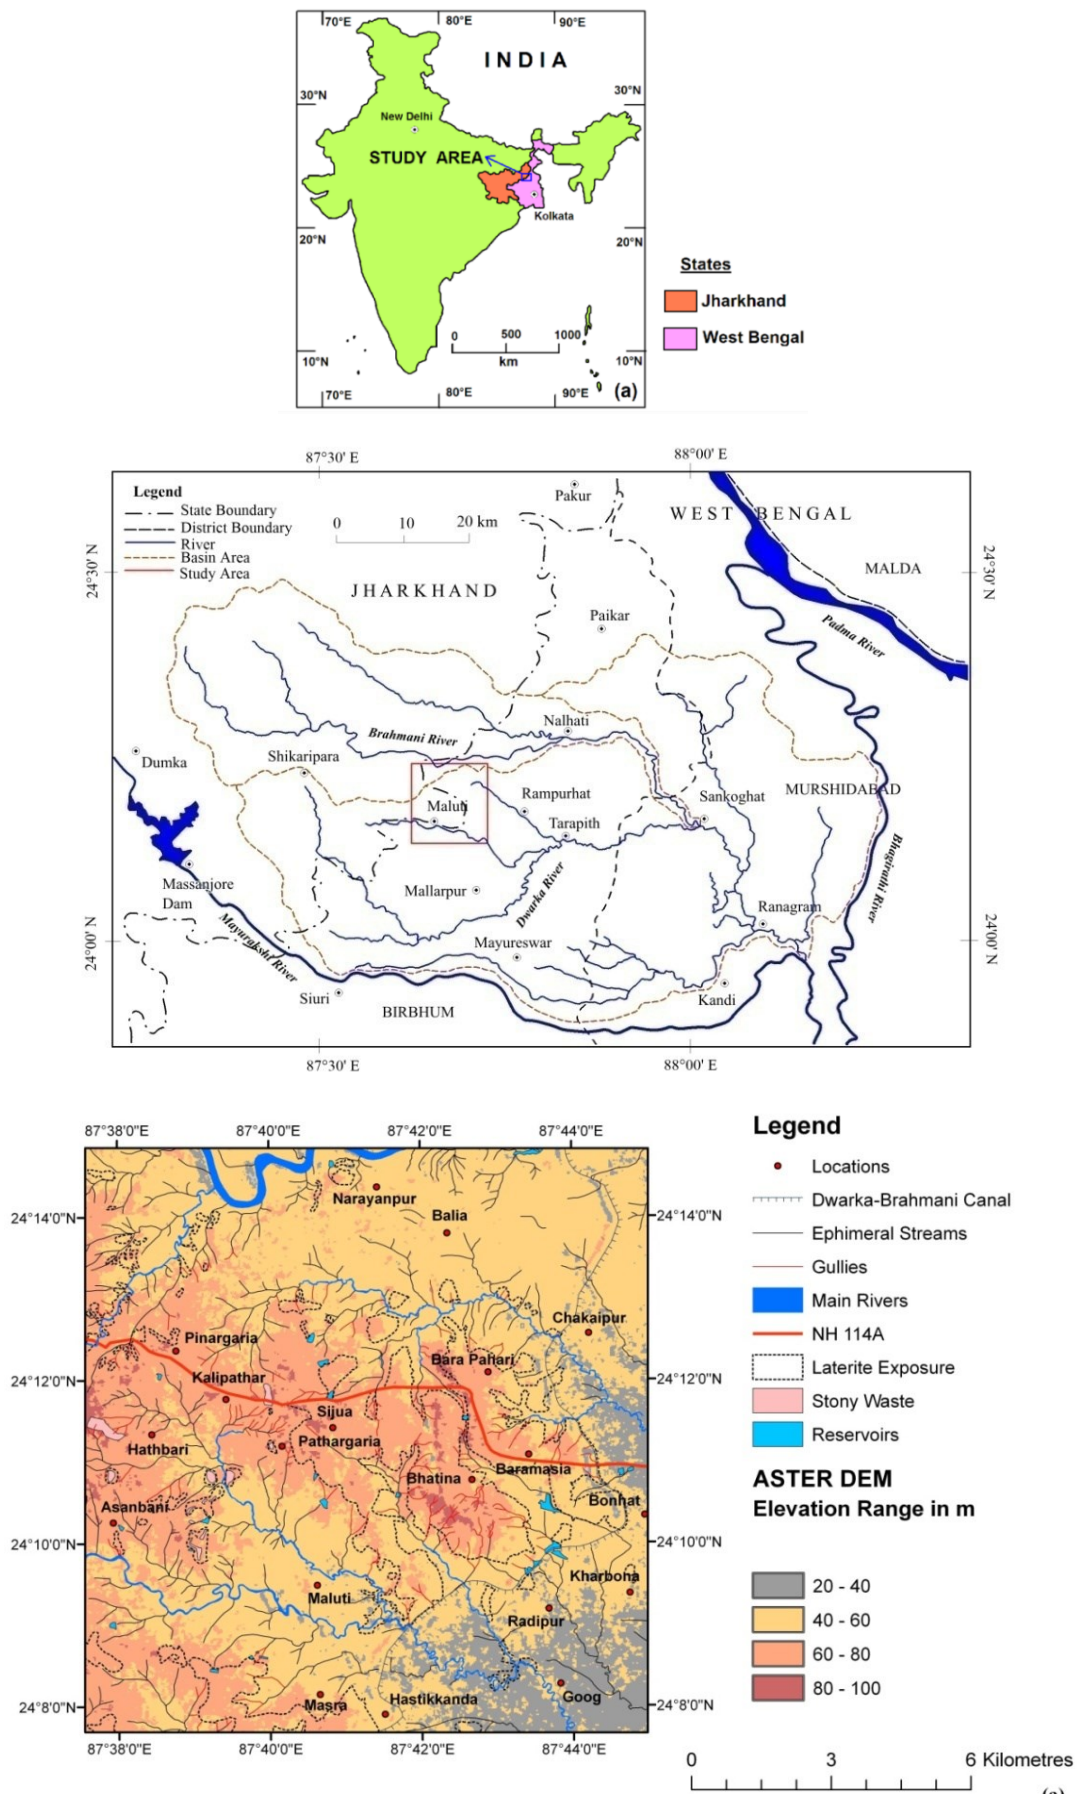 70°E 80°E 90°E
INDIA
30°N 30°N
New Delhi
STUDY AREA
Kolkata
20°N 20°N
States
Jharkhand
West Bengal
0 500 1000
km
10°N 10°N
70°E 80°E 90°E
(a)
87°30' E 88°00' E
Legend
State Boundary
District Boundary
River
Basin Area
Study Area
0 10 20 km
Pakur
WEST BENGAL
24°30' N 24°30' N
MALDA
JHARKHAND
Paikar
Padma River
Nalhati
Brahmani River
Dumka
Shikaripara
Rampurhat
Sankoghat
MURSHIDABAD
Maluti
Tarapith
Massanjore
Dam
Mallarpur
Dwarka River
Bhagirathi River
Ranagram
Mayurakshi River
Mayureswar
24°00' N 24°00' N
Siuri
BIRBHUM
Kandi
87°30' E 88°00' E
87°38'0"E 87°40'0"E 87°42'0"E 87°44'0"E
Narayanpur
24°14'0"N 24°14'0"N
Balia
Chakaipur
Pinargaria
Bara Pahari
Kalipathar
24°12'0"N 24°12'0"N
Sijua
Pathargaria
Hathbari
Baramasia
Bhatina
Bonhat
Asanbani
24°10'0"N 24°10'0"N
Kharbona
Maluti
Radipur
Goog
Hastikkanda
Masra
24°8'0"N 24°8'0"N
87°38'0"E 87°40'0"E 87°42'0"E 87°44'0"E
Legend
Locations
Dwarka-Brahmani Canal
Ephimeral Streams
Gullies
Main Rivers
NH 114A
Laterite Exposure
Stony Waste
Reservoirs
ASTER DEM
Elevation Range in m
20 - 40
40 - 60
60 - 80
80 - 100
0 3 6 Kilometres